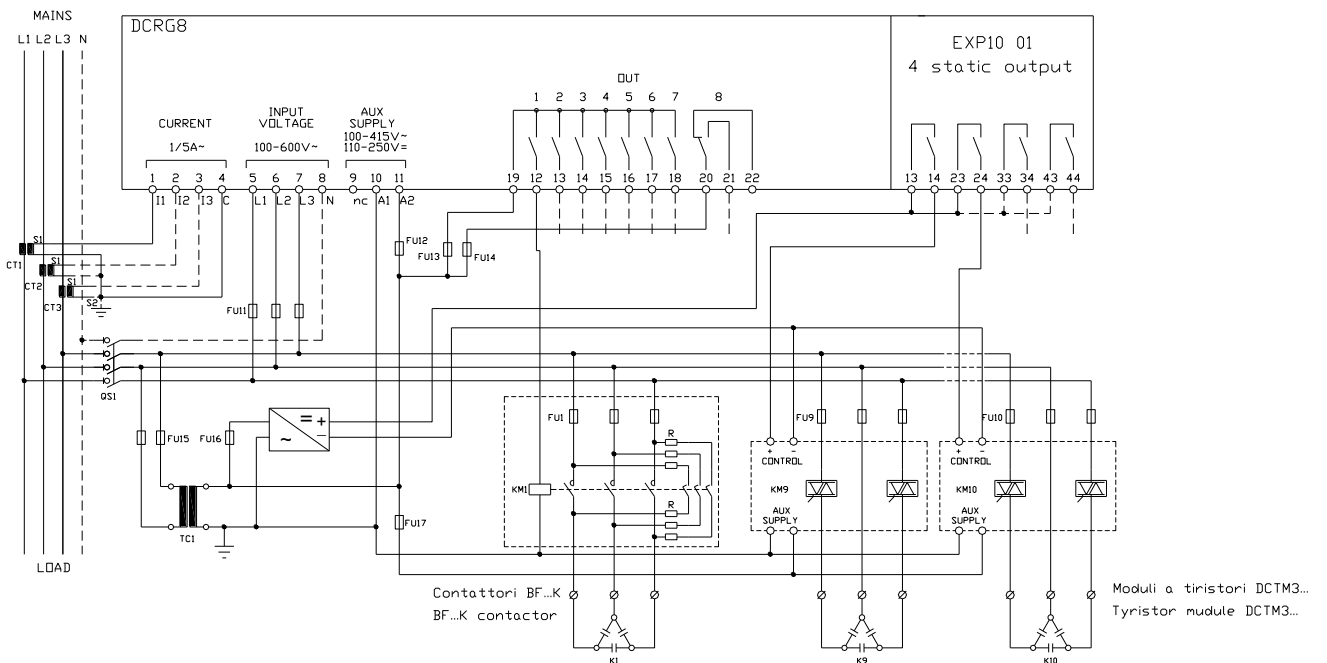 MAINS
L1 L2 L3 N
DCRG8
EXP10 01
4 static output
OUT
1 2 3 4 5 6 7 8
CURRENT
1/5A~
INPUT
VOLTAGE
100-600V~
AUX
SUPPLY
100-415V~
110-250V=
1 2 3 4 5 6 7 8 9 10 11 19 12 13 14 15 16 17 18 20 21 22 13 14 23 24 33 34 43 44
I1 I2 I3 C L1 L2 L3 N nc A1 A2
S1
CT1
S1
CT2
S1
CT3
S2
FU12
FU13
FU14
FU11
QS1
FU15
FU16
= +
~ -
TC1
FU17
LOAD
FU1
R
KM1
R
FU9
+ -
CONTROL
KM9
AUX
SUPPLY
FU10
+ -
CONTROL
KM10
AUX
SUPPLY
Contattori BF...K
BF...K contactor
Moduli a tiristori DCTM3...
Tyristor mudule DCTM3...
K1
K9
K10